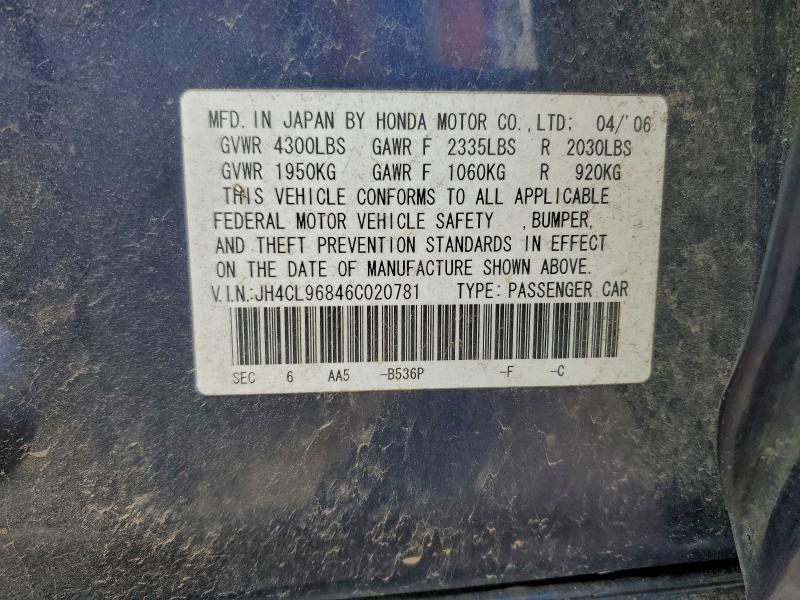 MFD. IN JAPAN BY HONDA MOTOR CO., LTD; 04/'06
GVWR 4300LBS GAWR F 2335LBS R 2030LBS
GVWR 1950KG GAWR F 1060KG R 920KG
THIS VEHICLE CONFORMS TO ALL APPLICABLE
FEDERAL MOTOR VEHICLE SAFETY , BUMPER,
AND THEFT PREVENTION STANDARDS IN EFFECT
ON THE DATE OF MANUFACTURE SHOWN ABOVE.
V.I.N.:JH4CL96846C020781 TYPE: PASSENGER CAR
SEC 6 AA5 -B536P -F -C